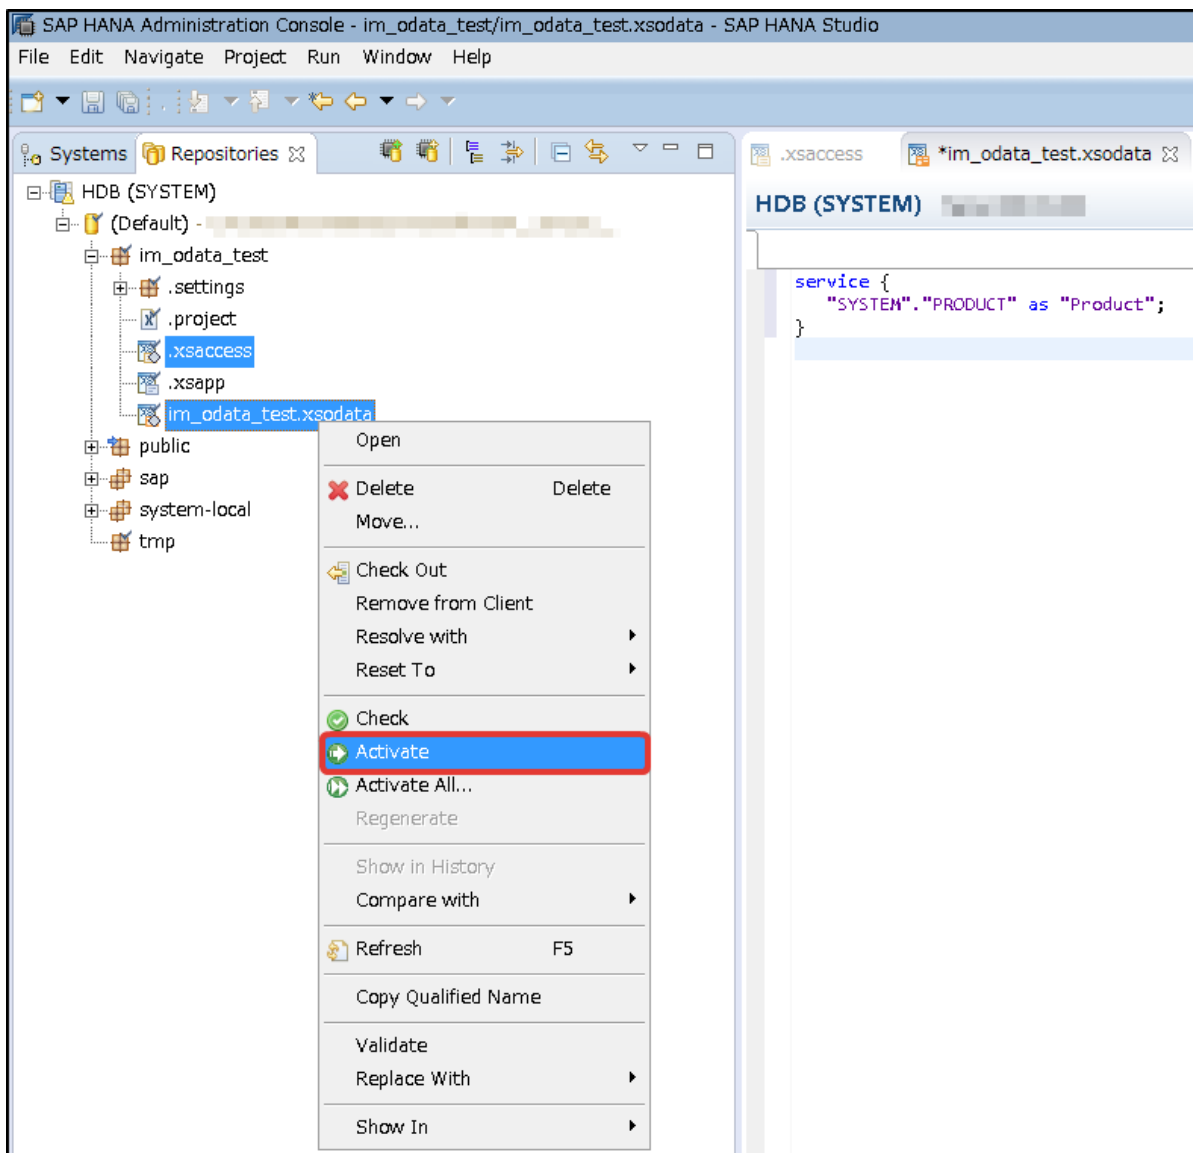 SAP HANA Administration Console - im_odata_test/im_odata_test.xsodata - SAP HANA Studio
File Edit Navigate Project Run Window Help
Systems Repositories
.xsaccess *im_odata_test.xsodata
HDB (SYSTEM)
HDB (SYSTEM)
(Default) -
im_odata_test
.settings
.project
.xsaccess
.xsapp
im_odata_test.xsodata
public
sap
system-local
tmp
service {
"SYSTEM"."PRODUCT" as "Product";
}
Open
Delete Delete
Move...
Check Out
Remove from Client
Resolve with
Reset To
Check
Activate
Activate All...
Regenerate
Show in History
Compare with
Refresh F5
Copy Qualified Name
Validate
Replace With
Show In